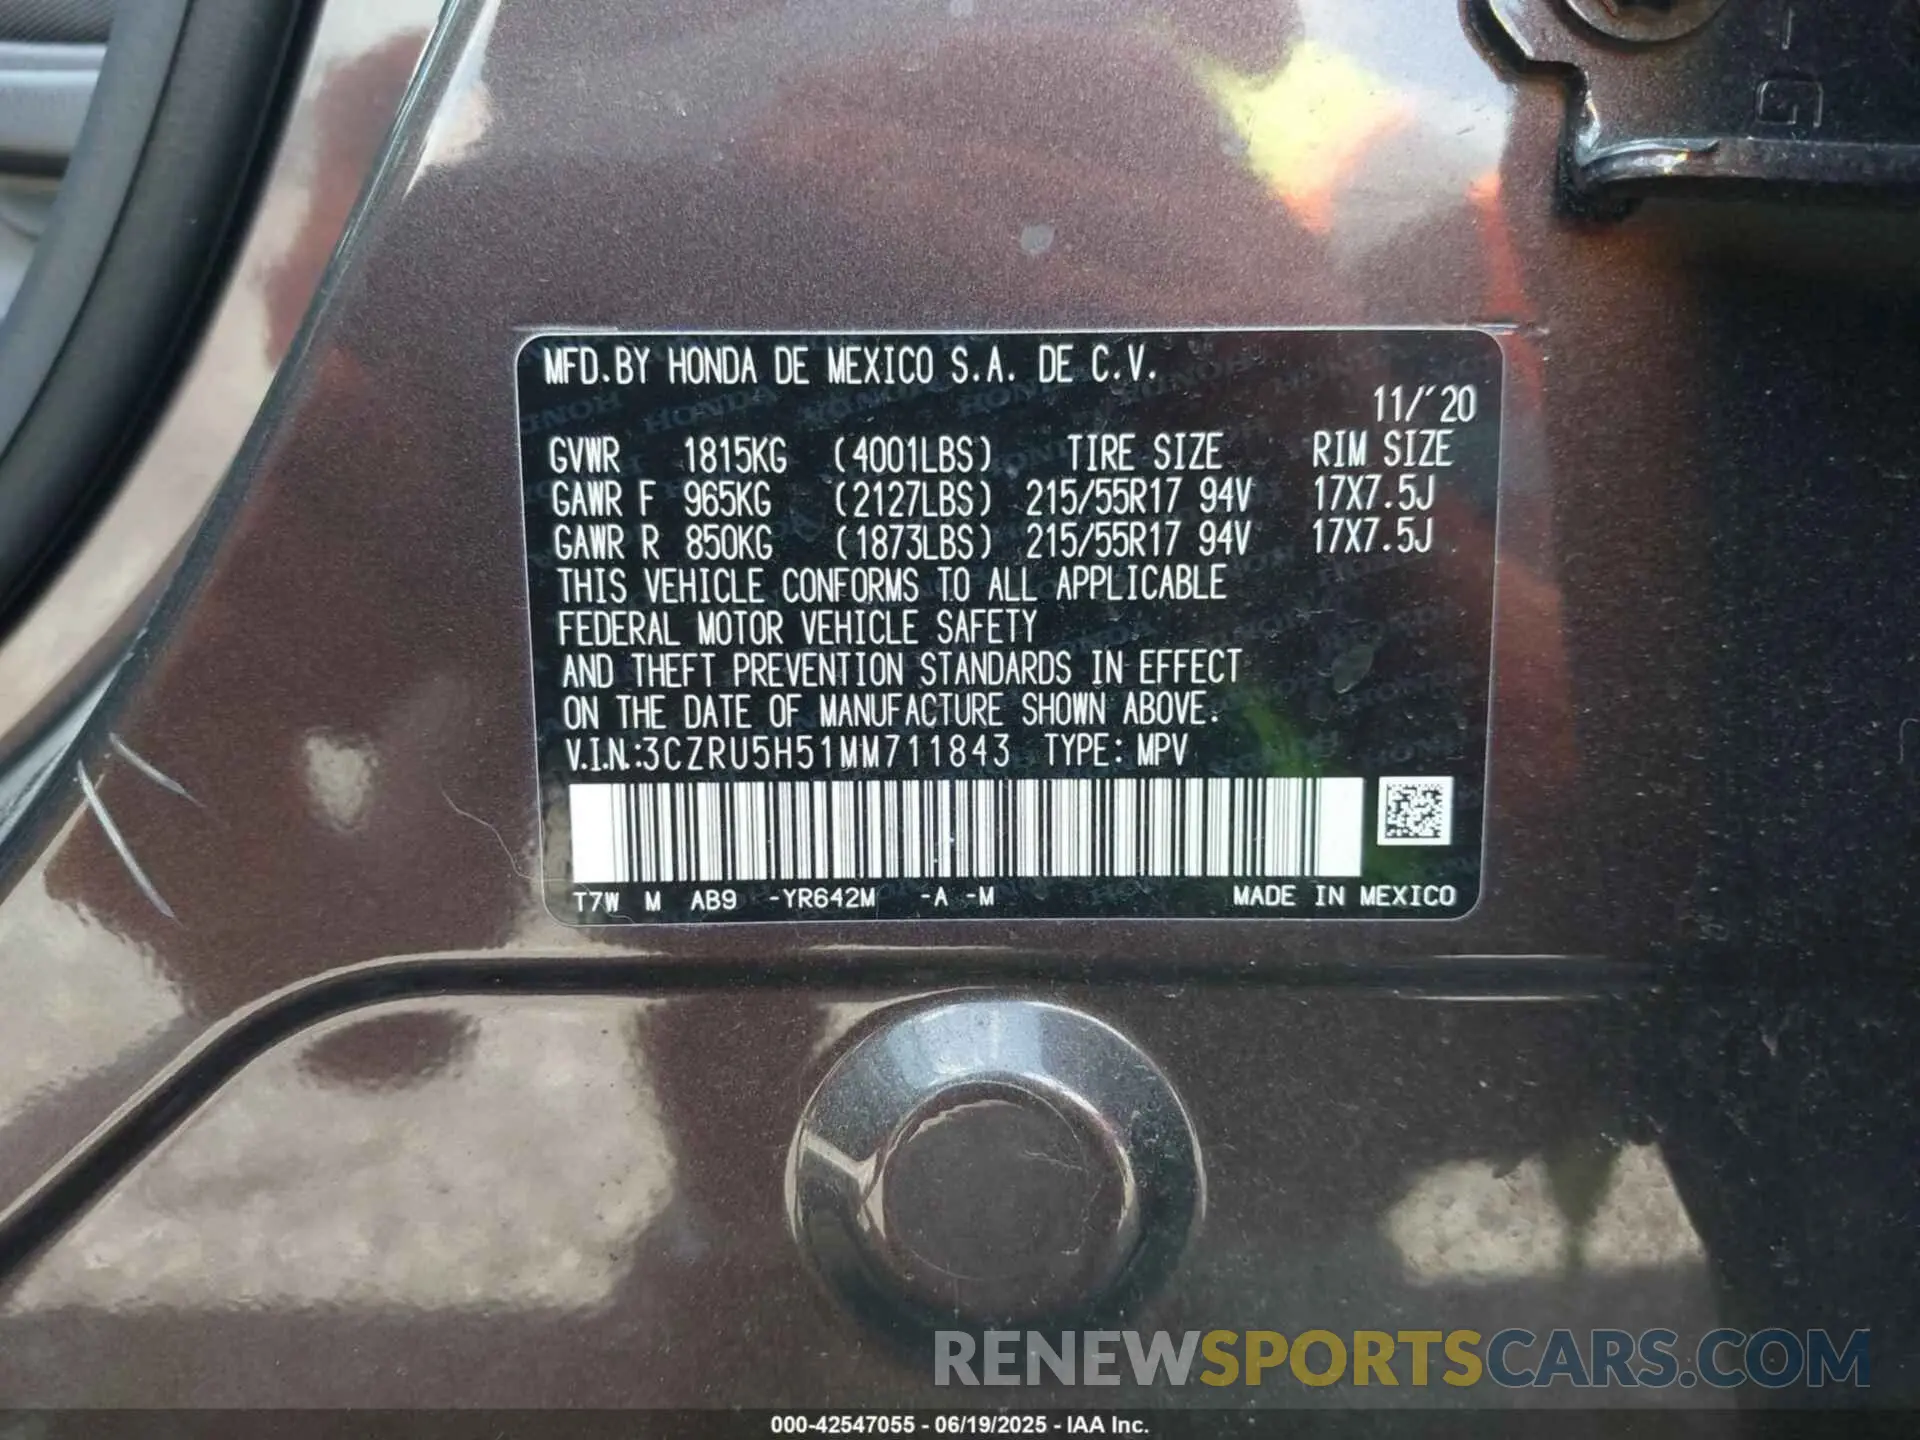 MFD.BY HONDA DE MEXICO S.A. DE C.V.
11/'20
GVWR 1815KG (4001LBS) TIRE SIZE RIM SIZE
GAWR F 965KG (2127LBS) 215/55R17 94V 17X7.5J
GAWR R 850KG (1873LBS) 215/55R17 94V 17X7.5J
THIS VEHICLE CONFORMS TO ALL APPLICABLE
FEDERAL MOTOR VEHICLE SAFETY
AND THEFT PREVENTION STANDARDS IN EFFECT
ON THE DATE OF MANUFACTURE SHOWN ABOVE.
V.I.N.:3CZRU5H51MM711843 TYPE: MPV
T7W M AB9 -YR642M -A -M MADE IN MEXICO
RENEWSPORTSCARS.COM
000-42547055 - 06/19/2025 - IAA Inc.